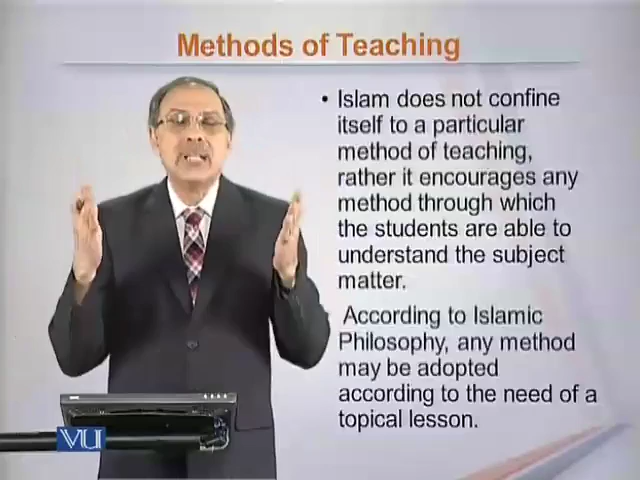 Methods of Teaching
• Islam does not confine
itself to a particular
method of teaching,
rather it encourages any
method through which
the students are able to
understand the subject
matter.
According to Islamic
Philosophy, any method
may be adopted
according to the need of a
topical lesson.
VU